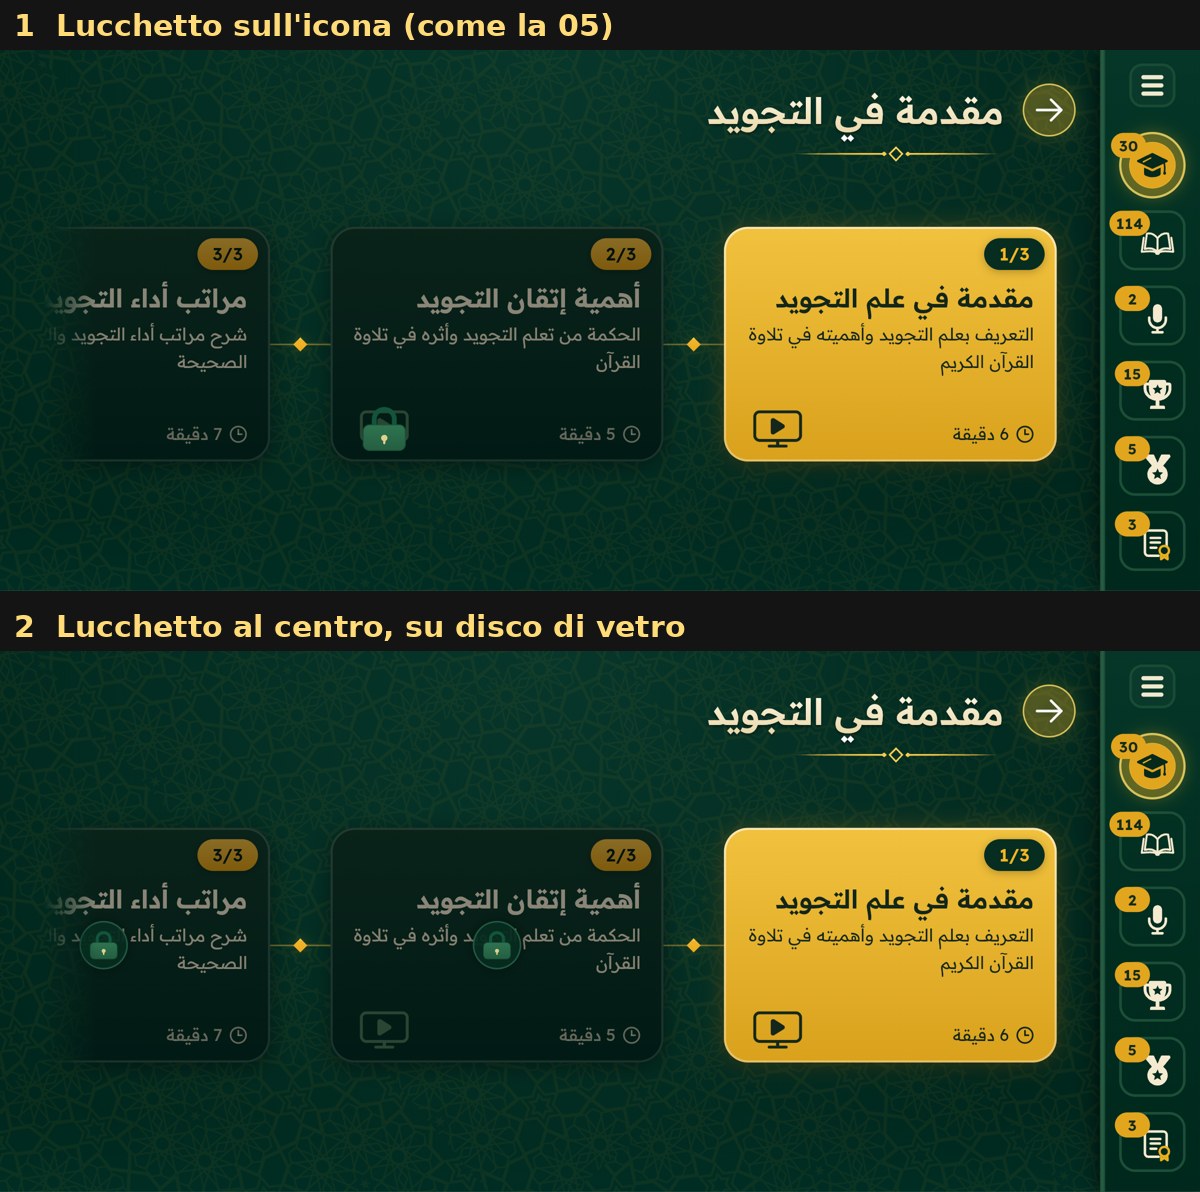 1 Lucchetto sull'icona (come la 05)
مقدمة في التجويد
30
114
2
15
5
3
1/3
مقدمة في علم التجويد
التعريف بعلم التجويد وأهميته في تلاوة
القرآن الكريم
6 دقيقة
2/3
أهمية إتقان التجويد
الحكمة من تعلم التجويد وأثره في تلاوة
القرآن
5 دقيقة
3/3
مراتب أداء التجويد
شرح مراتب أداء التجويد
الصحيحة
7 دقيقة
2 Lucchetto al centro, su disco di vetro
مقدمة في التجويد
30
114
2
15
5
3
1/3
مقدمة في علم التجويد
التعريف بعلم التجويد وأهميته في تلاوة
القرآن الكريم
6 دقيقة
2/3
أهمية إتقان التجويد
الحكمة من تعلم وأثره في تلاوة
القرآن
5 دقيقة
3/3
مراتب أداء التجويد
شرح مراتب أداء
الصحيحة
7 دقيقة